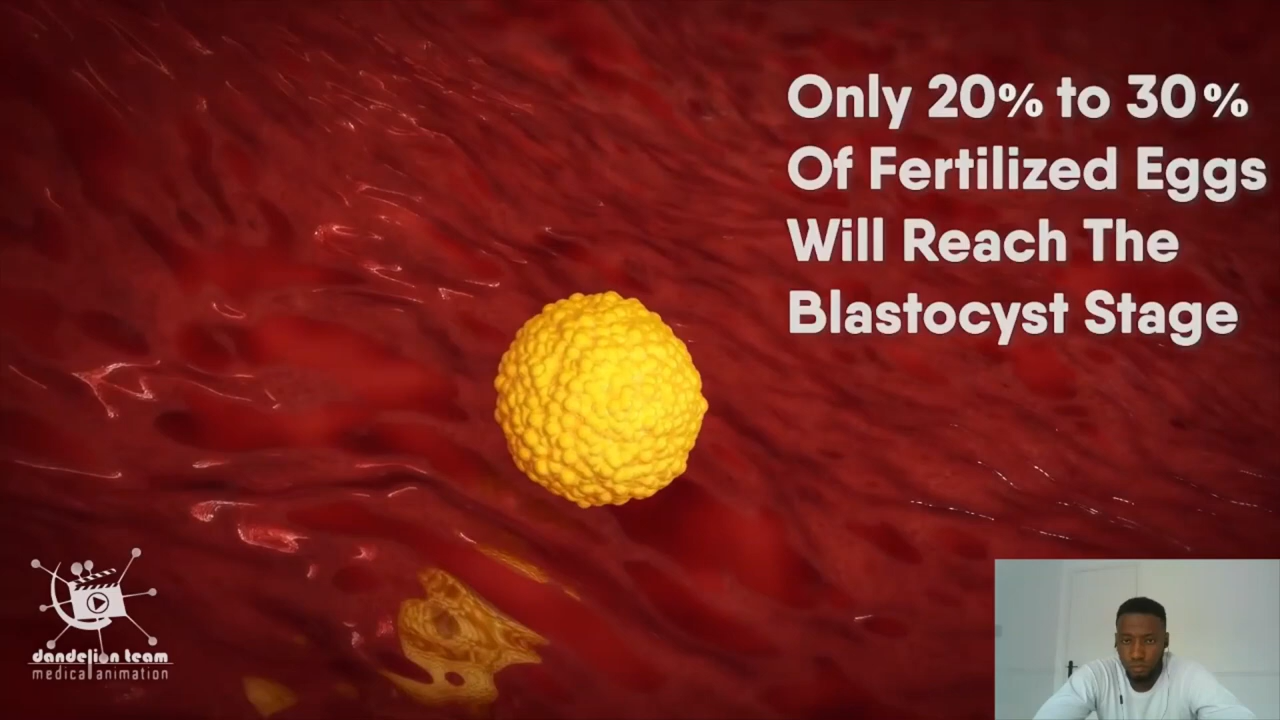 Only 20% to 30%
Of Fertilized Eggs
Will Reach The
Blastocyst Stage
dandelion team
medical animation